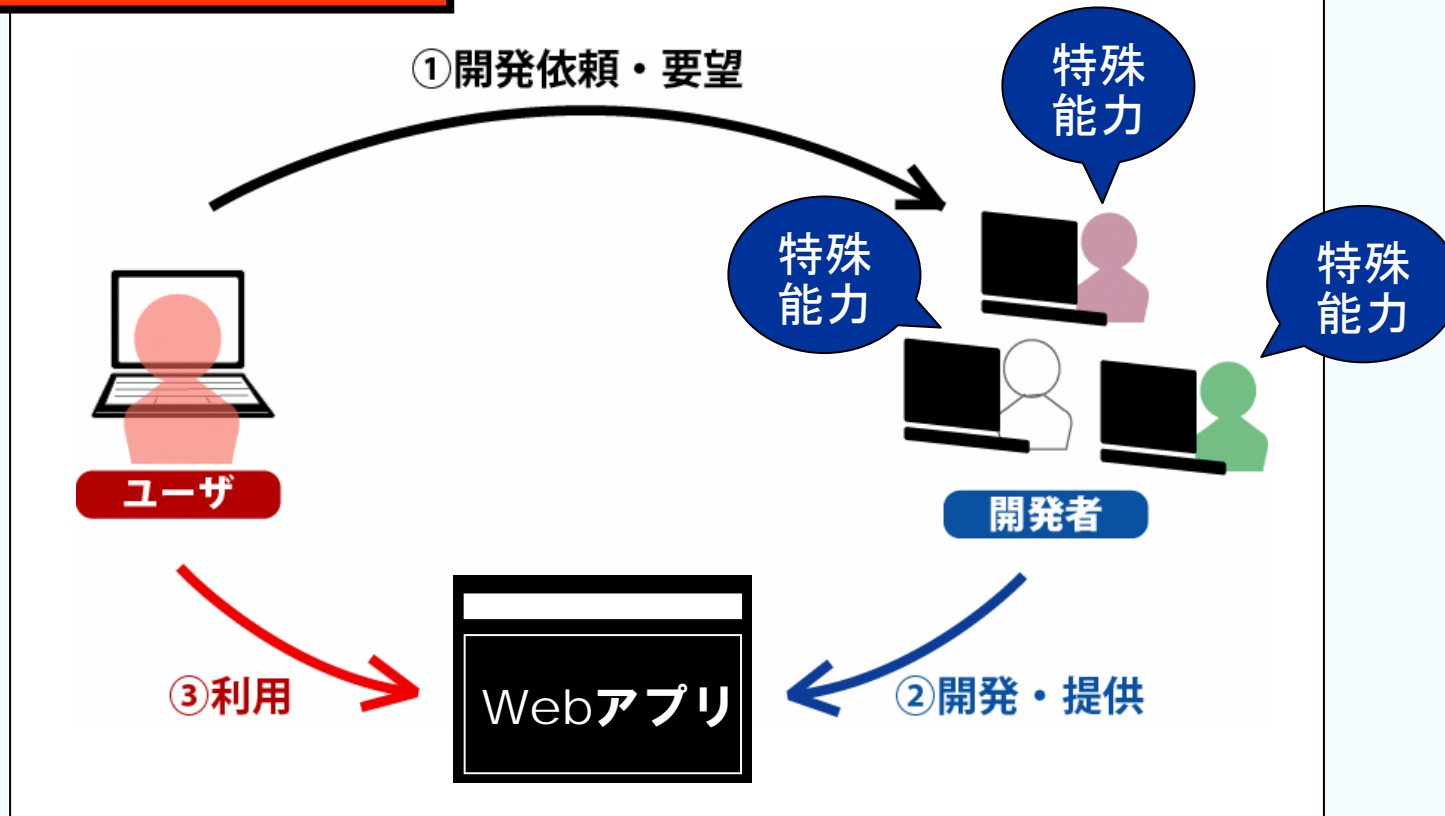 ①開発依頼・要望
特殊
能力
特殊
能力
特殊
能力
ユーザ
開発者
③利用
Webアプリ
②開発・提供